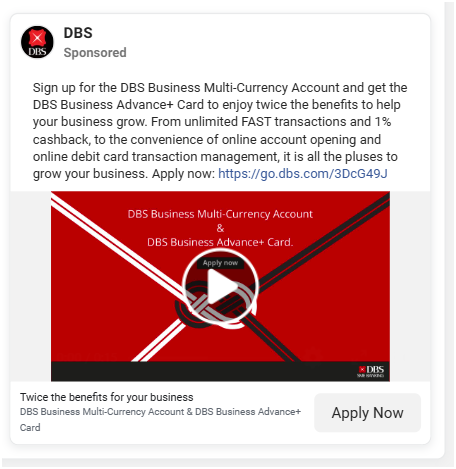 DBS
DBS
Sponsored
Sign up for the DBS Business Multi-Currency Account and get the
DBS Business Advance+ Card to enjoy twice the benefits to help
your business grow. From unlimited FAST transactions and 1%
cashback, to the convenience of online account opening and
online debit card transaction management, it is all the pluses to
grow your business. Apply now: https://go.dbs.com/3DcG49J
DBS Business Multi-Currency Account
&
DBS Business Advance+ Card.
Apply now
DBS
SME BANKING
Twice the benefits for your business
DBS Business Multi-Currency Account & DBS Business Advance+
Card
Apply Now